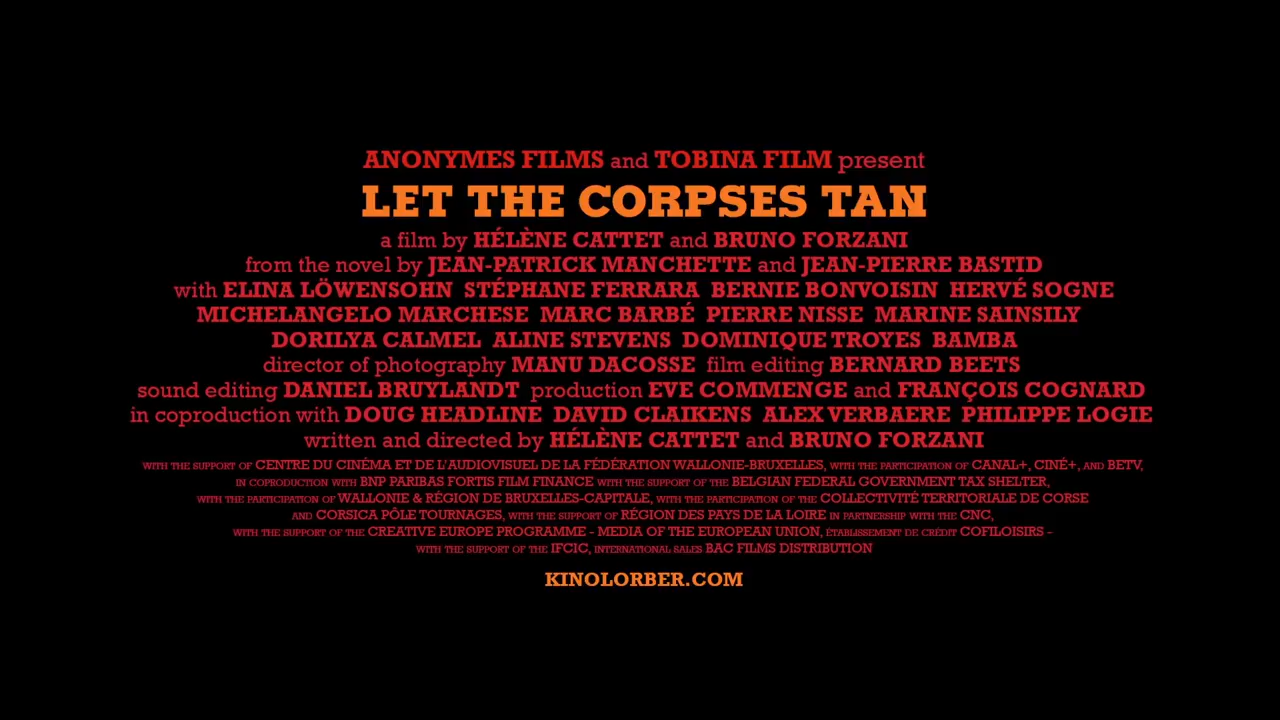 ANONYMES FILMS and TOBINA FILM present
LET THE CORPSES TAN
a film by HÉLÈNE CATTET and BRUNO FORZANI
from the novel by JEAN-PATRICK MANCHETTE and JEAN-PIERRE BASTID
with ELINA LÖWENSOHN STÉPHANE FERRARA BERNIE BONVOISIN HERVÉ SOGNE
MICHELANGELO MARCHESE MARC BARBÉ PIERRE NISSE MARINE SAINSILY
DORILYA CALMEL ALINE STEVENS DOMINIQUE TROYES BAMBA
director of photography MANU DACOSSE film editing BERNARD BEETS
sound editing DANIEL BRUYLANDT production EVE COMMENGE and FRANÇOIS COGNARD
in coproduction with DOUG HEADLINE DAVID CLAIKENS ALEX VERBAERE PHILIPPE LOGIE
written and directed by HÉLÈNE CATTET and BRUNO FORZANI
WITH THE SUPPORT OF CENTRE DU CINÉMA ET DE L'AUDIOVISUEL DE LA FÉDÉRATION WALLONIE-BRUXELLES, WITH THE PARTICIPATION OF CANAL+, CINÉ+, AND BETV,
IN COPRODUCTION WITH BNP PARIBAS FORTIS FILM FINANCE WITH THE SUPPORT OF THE BELGIAN FEDERAL GOVERNMENT TAX SHELTER,
WITH THE PARTICIPATION OF WALLONIE & RÉGION DE BRUXELLES-CAPITALE, WITH THE PARTICIPATION OF THE COLLECTIVITÉ TERRITORIALE DE CORSE
AND CORSICA PÔLE TOURNAGES, WITH THE SUPPORT OF RÉGION DES PAYS DE LA LOIRE IN PARTNERSHIP WITH THE CNC,
WITH THE SUPPORT OF THE CREATIVE EUROPE PROGRAMME - MEDIA OF THE EUROPEAN UNION, ÉTABLISSEMENT DE CRÉDIT COFILOISIRS –
WITH THE SUPPORT OF THE IFCIC, INTERNATIONAL SALES BAC FILMS DISTRIBUTION
KINOLORBER.COM